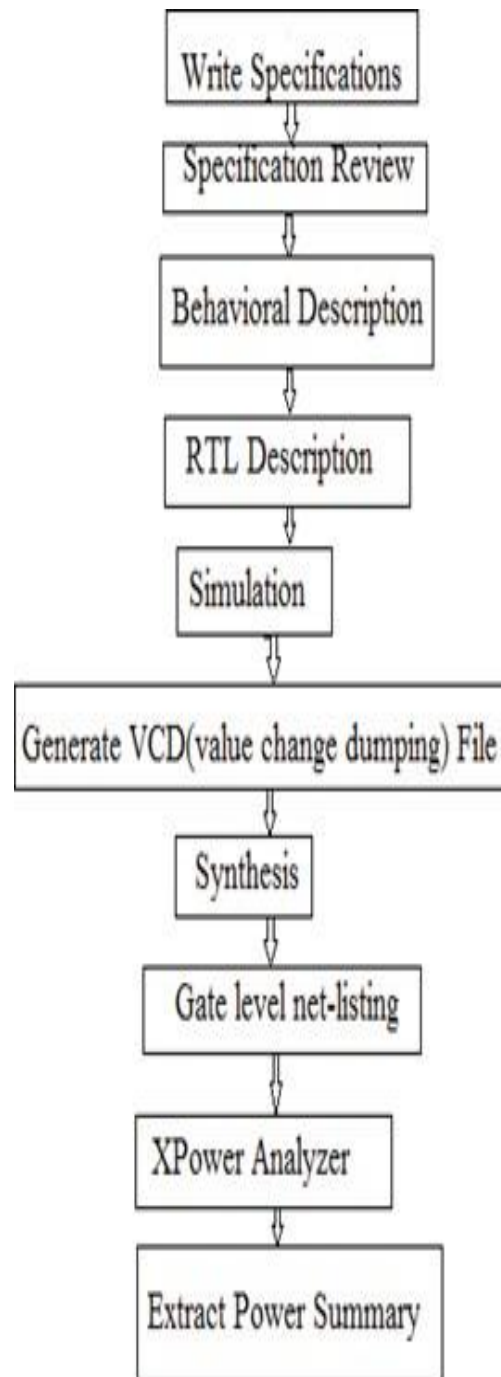 Write Specifications
Specification Review
Behavioral Description
RTL Description
Simulation
Generate VCD(value change dumping) File
Synthesis
Gate level net-listing
XPower Analyzer
Extract Power Summary